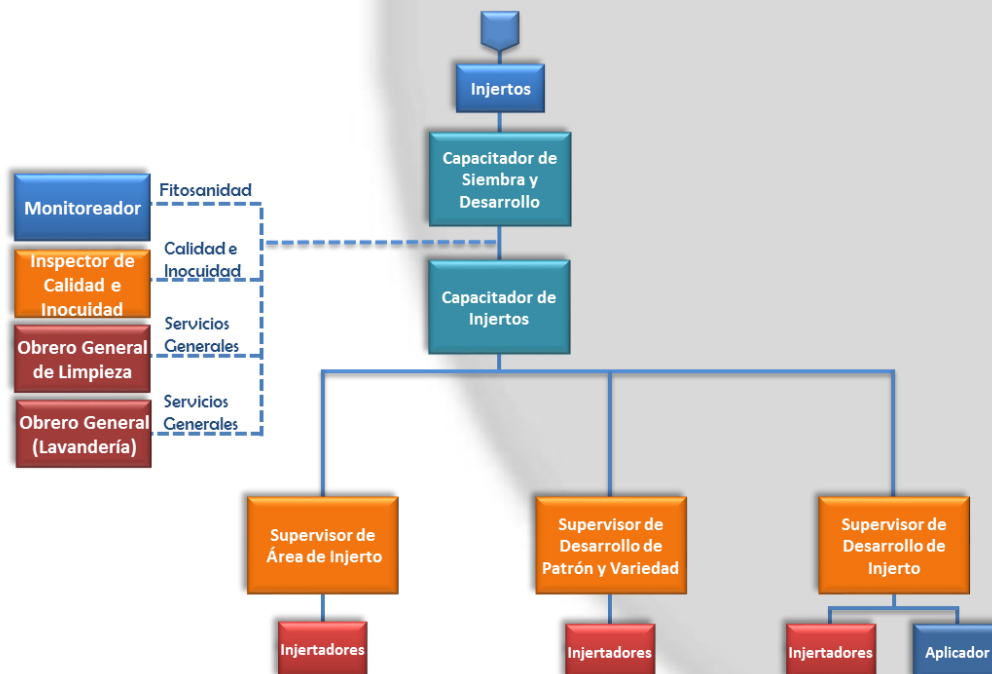 Injertos
Capacitador de
Siembra y
Desarrollo
Monitoreador
Fitosanidad
Inspector de
Calidad e
Inocuidad
Calidad e
Inocuidad
Capacitador de
Injertos
Obrero General
de Limpieza
Servicios
Generales
Obrero General
(Lavandería)
Servicios
Generales
Supervisor de
Área de Injerto
Supervisor de
Desarrollo de
Patrón y Variedad
Supervisor de
Desarrollo de
Injerto
Injertadores
Injertadores
Injertadores
Aplicador